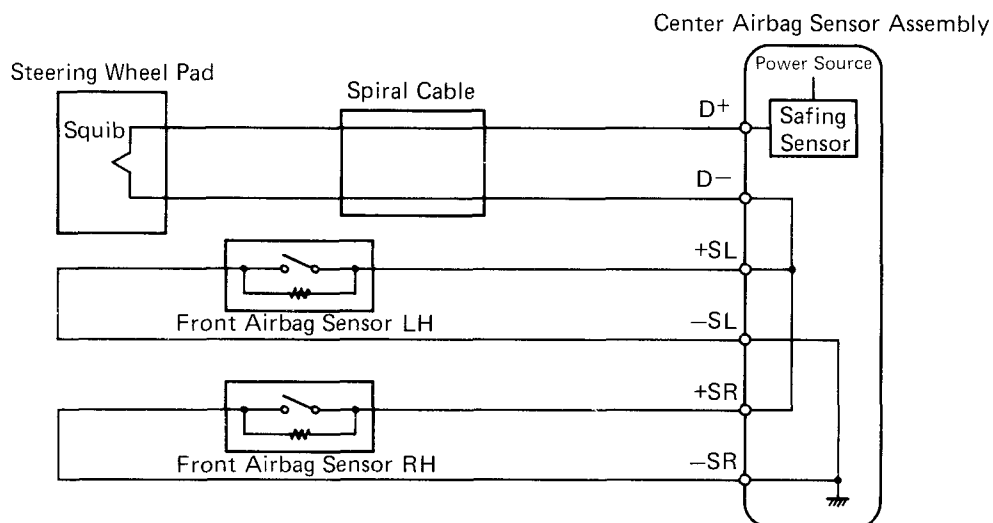 Center Airbag Sensor Assembly
Steering Wheel Pad
Power Source
Spiral Cable
Squib
D+
Safing
Sensor
D−
+SL
Front Airbag Sensor LH
−SL
+SR
Front Airbag Sensor RH
−SR